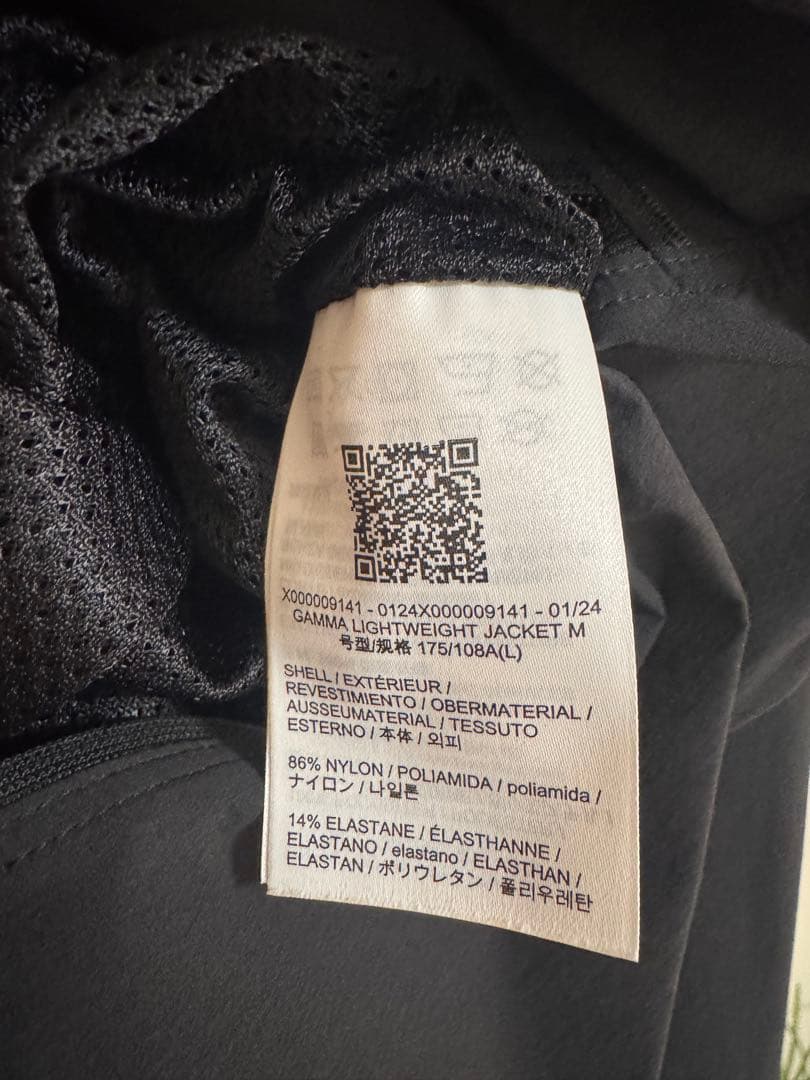 X000009141 - 0124X000009141 - 01/24
GAMMA LIGHTWEIGHT JACKET M
号型/规格 175/108A(L)
SHELL / EXTÉRIEUR /
REVESTIMIENTO / OBERMATERIAL /
AUSSEUMATERIAL / TESSUTO
ESTERNO / 本体 / 외피
86% NYLON / POLIAMIDA / poliamida /
ナイロン / 나일론
14% ELASTANE / ÉLASTHANNE /
ELASTANO / elastano / ELASTHAN /
ELASTAN / ポリウレタン / 폴리우레탄